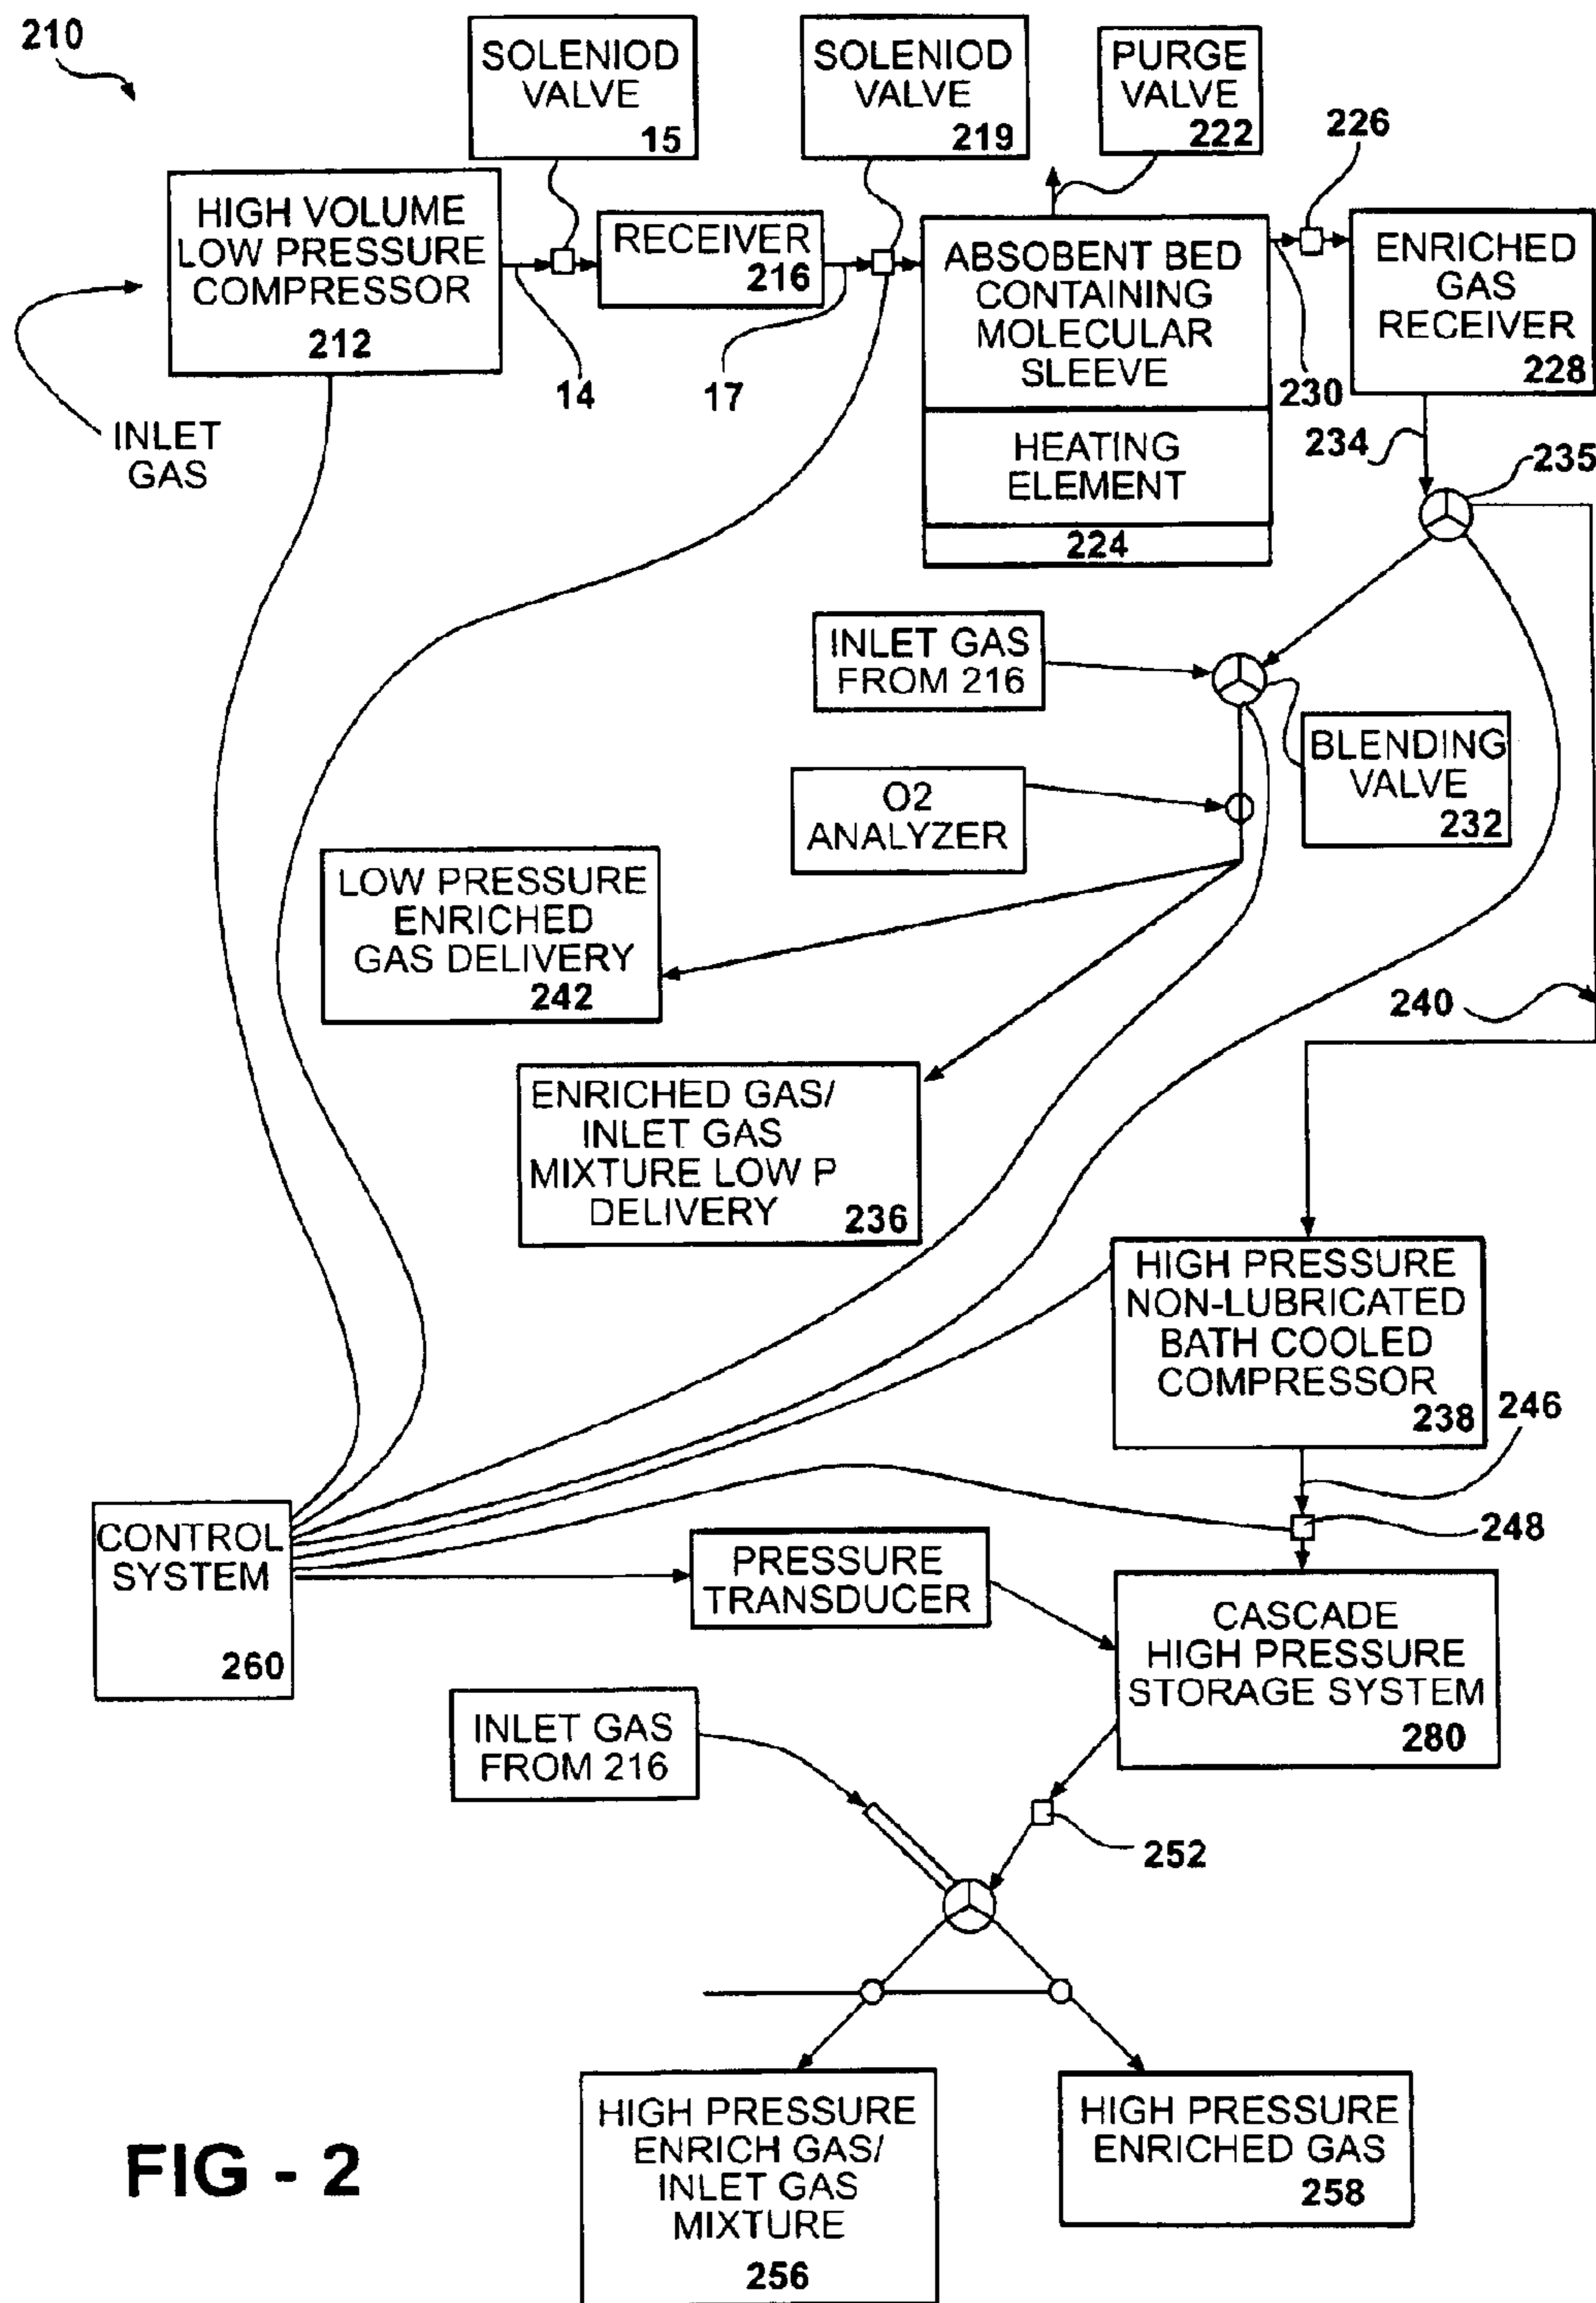 210
SOLENIOD
VALVE
15
SOLENIOD
VALVE
219
PURGE
VALVE
222
226
HIGH VOLUME
LOW PRESSURE
COMPRESSOR
212
RECEIVER
216
ABSOBENT BED
CONTAINING
MOLECULAR
SLEEVE
HEATING
ELEMENT
224
ENRICHED
GAS
RECEIVER
228
INLET
GAS
14
17
230
234
235
INLET GAS
FROM 216
BLENDING
VALVE
232
O2
ANALYZER
LOW PRESSURE
ENRICHED
GAS DELIVERY
242
240
ENRICHED GAS/
INLET GAS
MIXTURE LOW P
DELIVERY
236
HIGH PRESSURE
NON-LUBRICATED
BATH COOLED
COMPRESSOR
238
246
248
CONTROL
SYSTEM
260
PRESSURE
TRANSDUCER
CASCADE
HIGH PRESSURE
STORAGE SYSTEM
280
INLET GAS
FROM 216
252
HIGH PRESSURE
ENRICH GAS/
INLET GAS
MIXTURE
256
HIGH PRESSURE
ENRICHED GAS
258
FIG - 2